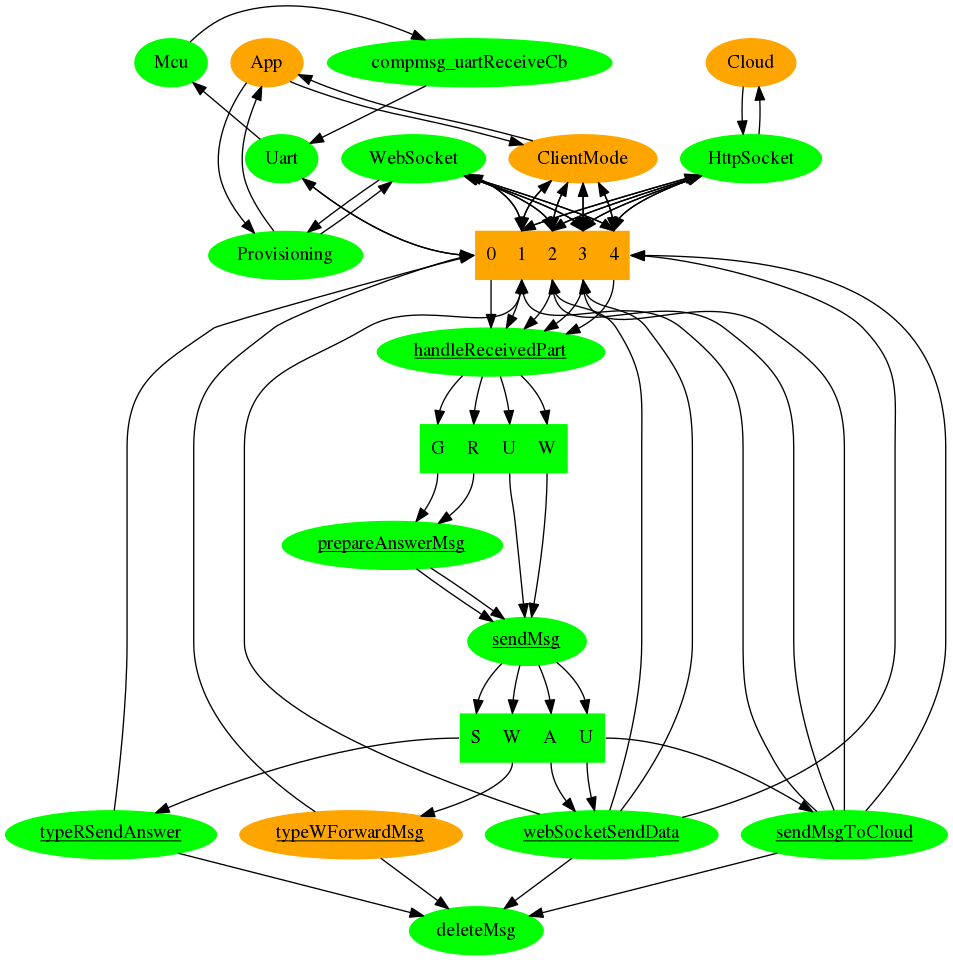 Mcu
App
compmsg_uartReceiveCb
Cloud
Uart
WebSocket
ClientMode
HttpSocket
Provisioning
0 1 2 3 4
handleReceivedPart
G R U W
prepareAnswerMsg
sendMsg
S W A U
typeRSendAnswer
typeWForwardMsg
webSocketSendData
sendMsgToCloud
deleteMsg